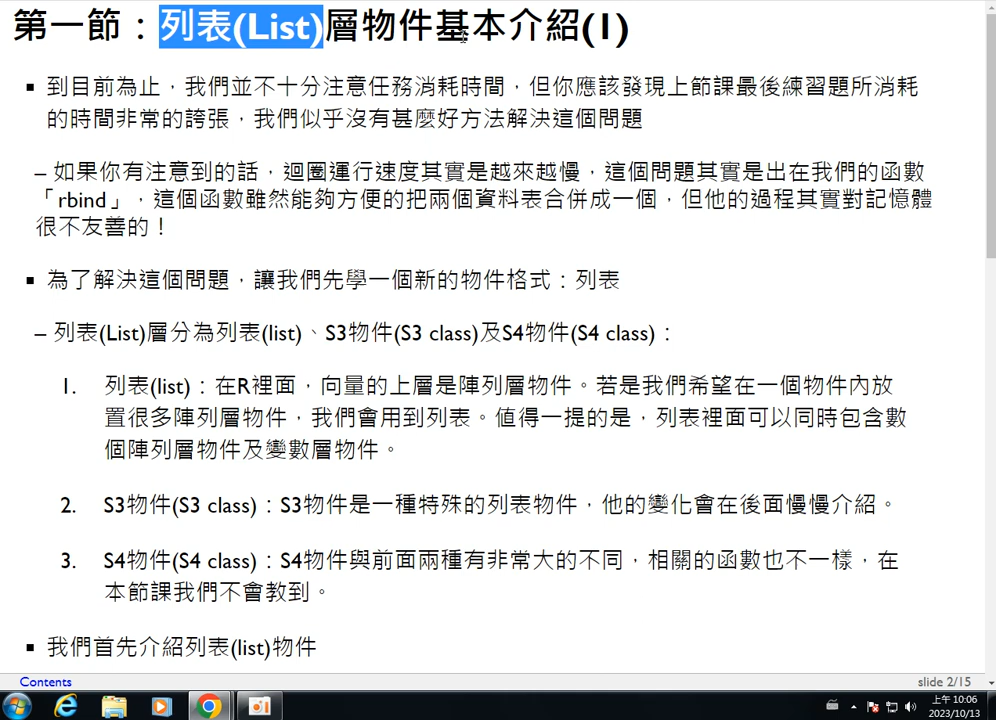 第一節：列表(List)層物件基本介紹(1)
▪ 到目前為止，我們並不十分注意任務消耗時間，但你應該發現上節課最後練習題所消耗
的時間非常的誇張，我們似乎沒有甚麼好方法解決這個問題
– 如果你有注意到的話，迴圈運行速度其實是越來越慢，這個問題其實是出在我們的函數
「rbind」，這個函數雖然能夠方便的把兩個資料表合併成一個，但他的過程其實對記憶體
很不友善的！
▪ 為了解決這個問題，讓我們先學一個新的物件格式：列表
– 列表(List)層分為列表(list)、S3物件(S3 class)及S4物件(S4 class)：
1. 列表(list)：在R裡面，向量的上層是陣列層物件。若是我們希望在一個物件內放
置很多陣列層物件，我們會用到列表。值得一提的是，列表裡面可以同時包含數
個陣列層物件及變數層物件。
2. S3物件(S3 class)：S3物件是一種特殊的列表物件，他的變化會在後面慢慢介紹。
3. S4物件(S4 class)：S4物件與前面兩種有非常大的不同，相關的函數也不一樣，在
本節課我們不會教到。
▪ 我們首先介紹列表(list)物件
Contents
slide 2/15
上午 10:06
2023/10/13